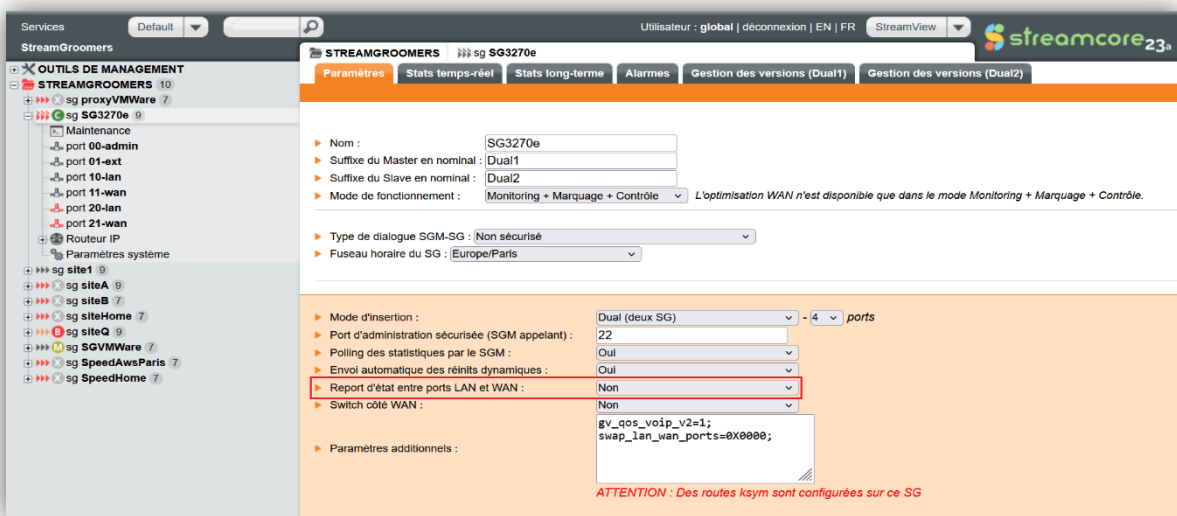 Services Default Utilisateur : global | déconnexion | EN | FR StreamView streamcore23a
StreamGroomers
STREAMGROOMERS sg SG3270e
Paramètres Stats temps-réel Stats long-terme Alarmes Gestion des versions (Dual1) Gestion des versions (Dual2)
OUTILS DE MANAGEMENT
STREAMGROOMERS 10
X sg proxyVMWare 7
C sg SG3270e 9
Maintenance
port 00-admin
port 01-ext
port 10-lan
port 11-wan
port 20-lan
port 21-wan
Routeur IP
Paramètres système
sg site1 9
X sg siteA 9
X sg siteB 7
X sg siteHome 7
B sg siteQ 9
M sg SGVMWare 7
X sg SpeedAwsParis 7
X sg SpeedHome 7
Nom : SG3270e
Suffixe du Master en nominal : Dual1
Suffixe du Slave en nominal : Dual2
Mode de fonctionnement : Monitoring + Marquage + Contrôle L'optimisation WAN n'est disponible que dans le mode Monitoring + Marquage + Contrôle.
Type de dialogue SGM-SG : Non sécurisé
Fuseau horaire du SG : Europe/Paris
Mode d'insertion : Dual (deux SG) - 4 ports
Port d'administration sécurisée (SGM appelant) : 22
Polling des statistiques par le SGM : Oui
Envoi automatique des réinits dynamiques : Oui
Report d'état entre ports LAN et WAN : Non
Switch côté WAN : Non
Paramètres additionnels :
gv_qos_voip_v2=1;
swap_lan_wan_ports=0X0000;
ATTENTION : Des routes ksym sont configurées sur ce SG